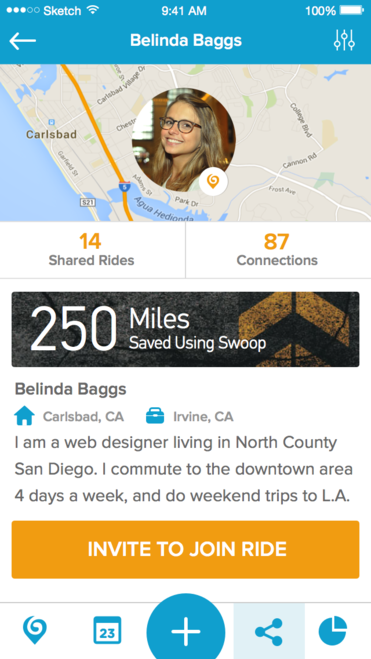 Sketch 9:41 AM 100%
Belinda Baggs
Carlsbad Village Dr
College Blvd
Carlsbad
Cannon Rd
Garfield St
Frost Ave
5
Adams St
Park Dr
S21
Agua Hedionda
14 87
Shared Rides Connections
250 Miles
Saved Using Swoop
Belinda Baggs
Carlsbad, CA Irvine, CA
I am a web designer living in North County
San Diego. I commute to the downtown area
4 days a week, and do weekend trips to L.A.
INVITE TO JOIN RIDE
23